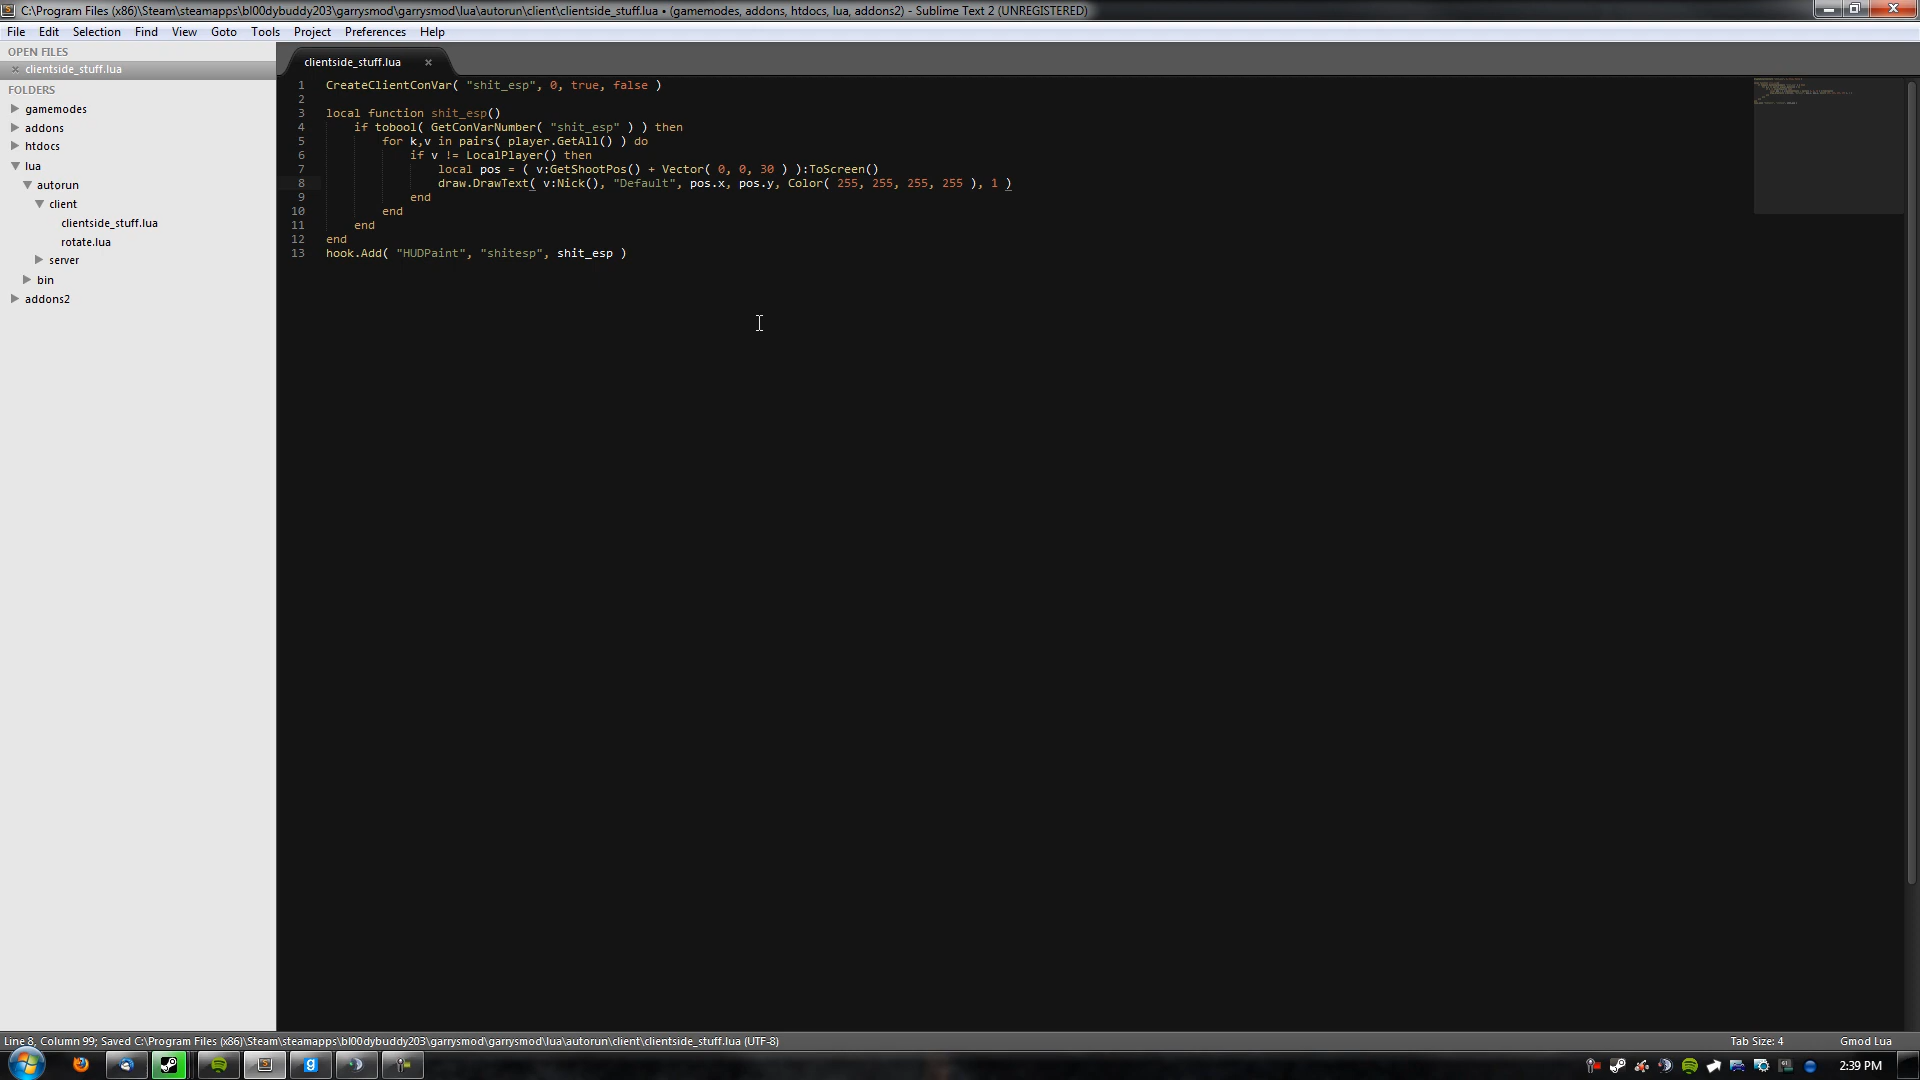 C:\Program Files (x86)\Steam\steamapps\bl00dybuddy203\garrysmod\garrysmod\lua\autorun\client\clientside_stuff.lua • (gamemodes, addons, htdocs, lua, addons2) - Sublime Text 2 (UNREGISTERED)
File Edit Selection Find View Goto Tools Project Preferences Help
OPEN FILES
clientside_stuff.lua
FOLDERS
gamemodes
addons
htdocs
lua
autorun
client
clientside_stuff.lua
rotate.lua
server
bin
addons2
clientside_stuff.lua
1 CreateClientConVar( "shit_esp", 0, true, false )
2
3 local function shit_esp()
4 if tobool( GetConVarNumber( "shit_esp" ) ) then
5 for k,v in pairs( player.GetAll() ) do
6 if v != LocalPlayer() then
7 local pos = ( v:GetShootPos() + Vector( 0, 0, 30 ) ):ToScreen()
8 draw.DrawText( v:Nick(), "Default", pos.x, pos.y, Color( 255, 255, 255, 255 ), 1 )
9 end
10 end
11 end
12 end
13 hook.Add( "HUDPaint", "shitesp", shit_esp )
Line 8, Column 99; Saved C:\Program Files (x86)\Steam\steamapps\bl00dybuddy203\garrysmod\garrysmod\lua\autorun\client\clientside_stuff.lua (UTF-8)
Tab Size: 4
Gmod Lua
2:39 PM